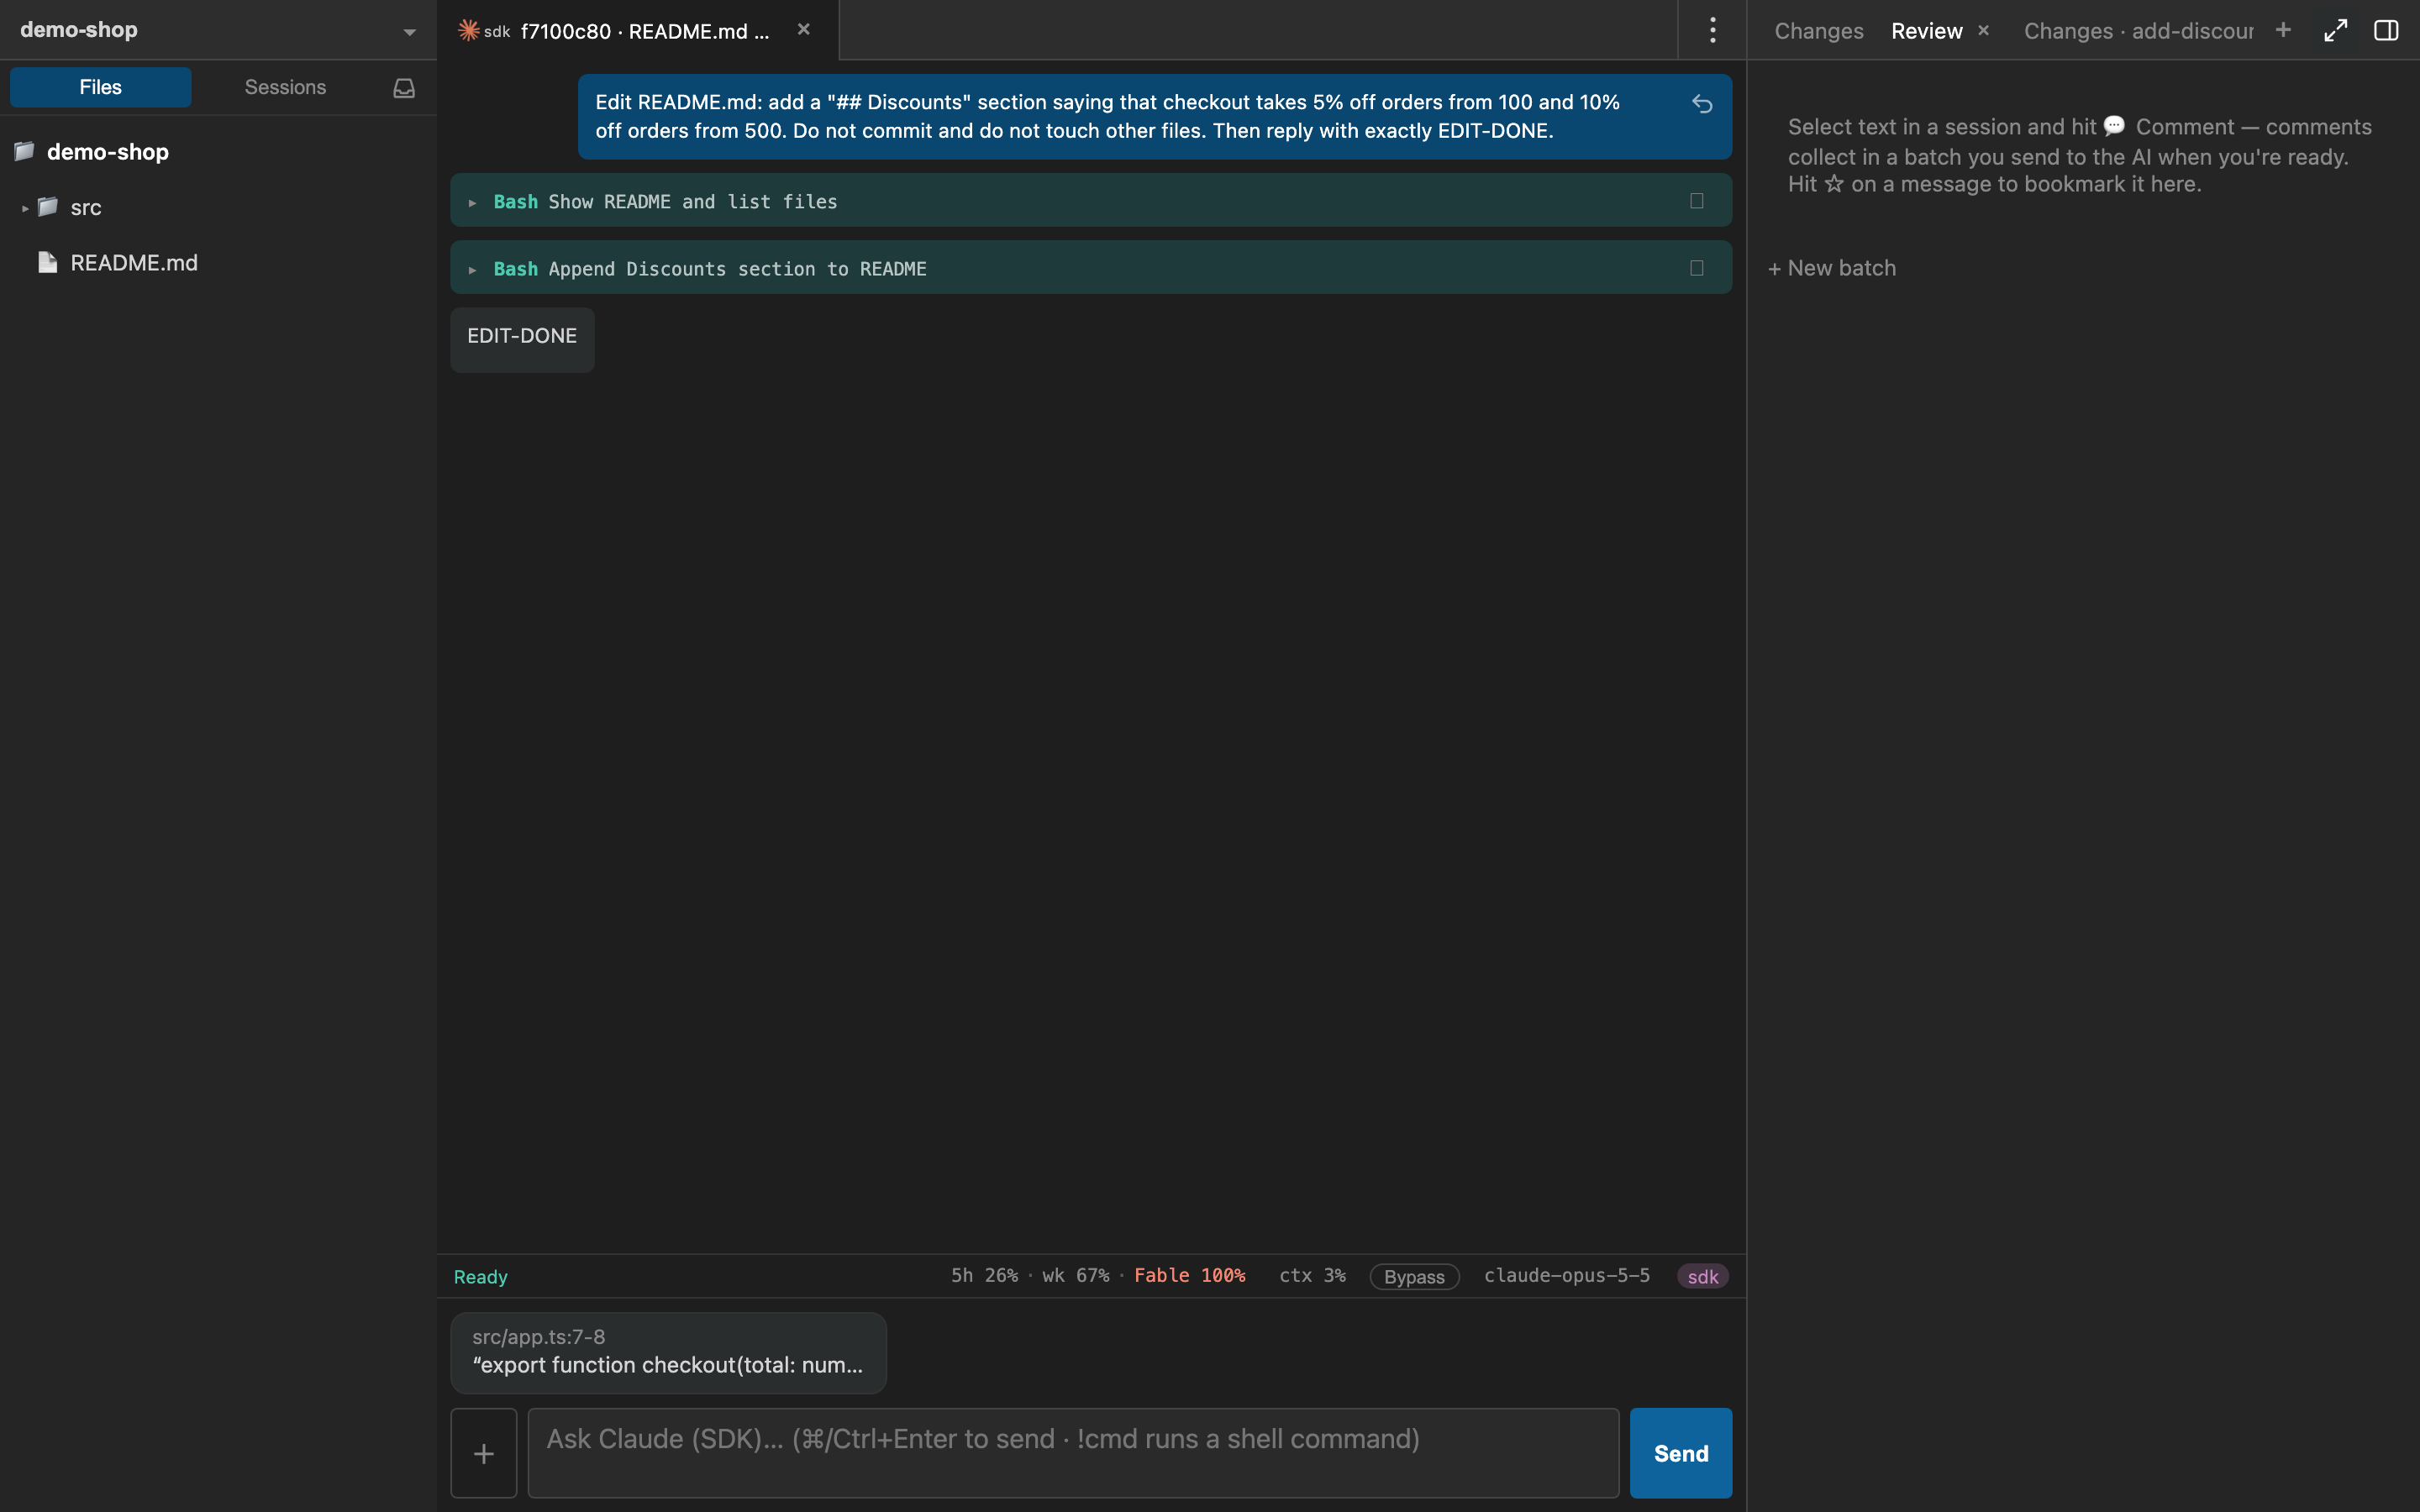 demo-shop
Files
Sessions
demo-shop
src
README.md
sdk f7100c80 · README.md ...
Edit README.md: add a "## Discounts" section saying that checkout takes 5% off orders from 100 and 10%
off orders from 500. Do not commit and do not touch other files. Then reply with exactly EDIT-DONE.
Bash Show README and list files
Bash Append Discounts section to README
EDIT-DONE
Ready
5h 26% · wk 67% · Fable 100% ctx 3% Bypass claude-opus-5-5 sdk
src/app.ts:7-8
“export function checkout(total: num...
Ask Claude (SDK)... (⌘/Ctrl+Enter to send · !cmd runs a shell command)
Send
Changes Review × Changes · add-discour
Select text in a session and hit 💬 Comment — comments
collect in a batch you send to the AI when you're ready.
Hit ☆ on a message to bookmark it here.
+ New batch